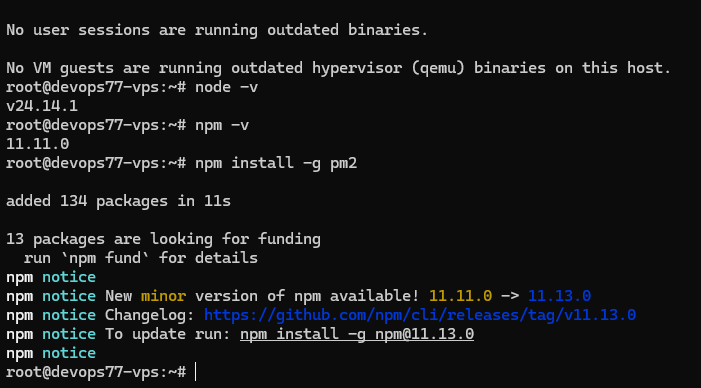 No user sessions are running outdated binaries.
No VM guests are running outdated hypervisor (qemu) binaries on this host.
root@devops77-vps:~# node -v
v24.14.1
root@devops77-vps:~# npm -v
11.11.0
root@devops77-vps:~# npm install -g pm2
added 134 packages in 11s
13 packages are looking for funding
  run `npm fund` for details
npm notice
npm notice New minor version of npm available! 11.11.0 -> 11.13.0
npm notice Changelog: https://github.com/npm/cli/releases/tag/v11.13.0
npm notice To update run: npm install -g npm@11.13.0
npm notice
root@devops77-vps:~#